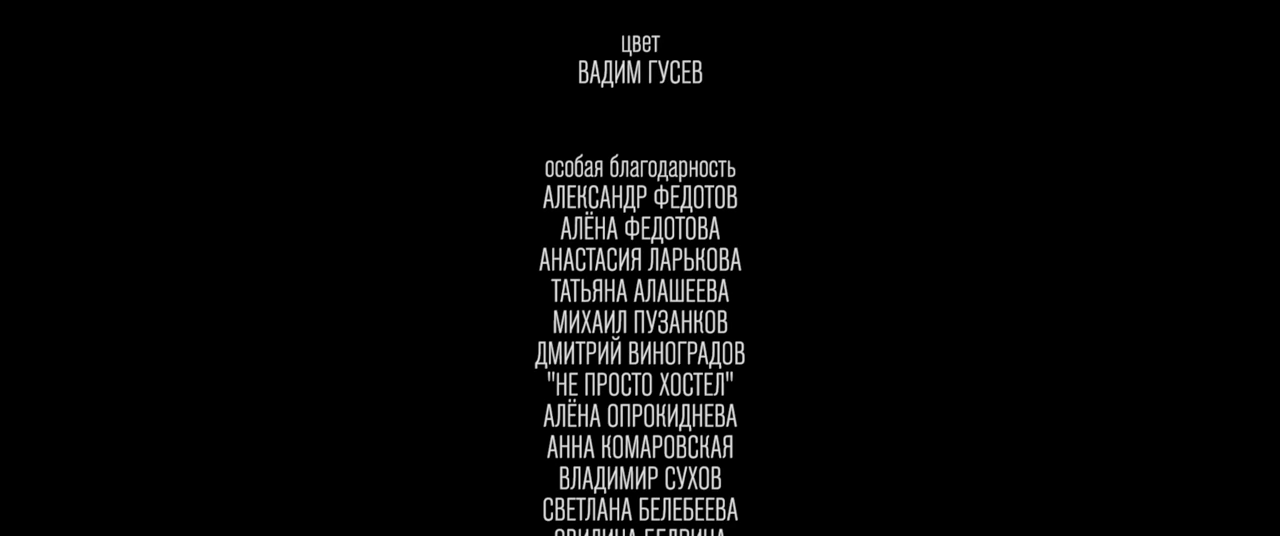 цвет
ВАДИМ ГУСЕВ
особая благодарность
АЛЕКСАНДР ФЕДОТОВ
АЛЁНА ФЕДОТОВА
АНАСТАСИЯ ЛАРЬКОВА
ТАТЬЯНА АЛАШЕЕВА
МИХАИЛ ПУЗАНКОВ
ДМИТРИЙ ВИНОГРАДОВ
"НЕ ПРОСТО ХОСТЕЛ"
АЛЁНА ОПРОКИДНЕВА
АННА КОМАРОВСКАЯ
ВЛАДИМИР СУХОВ
СВЕТЛАНА БЕЛЕБЕЕВА